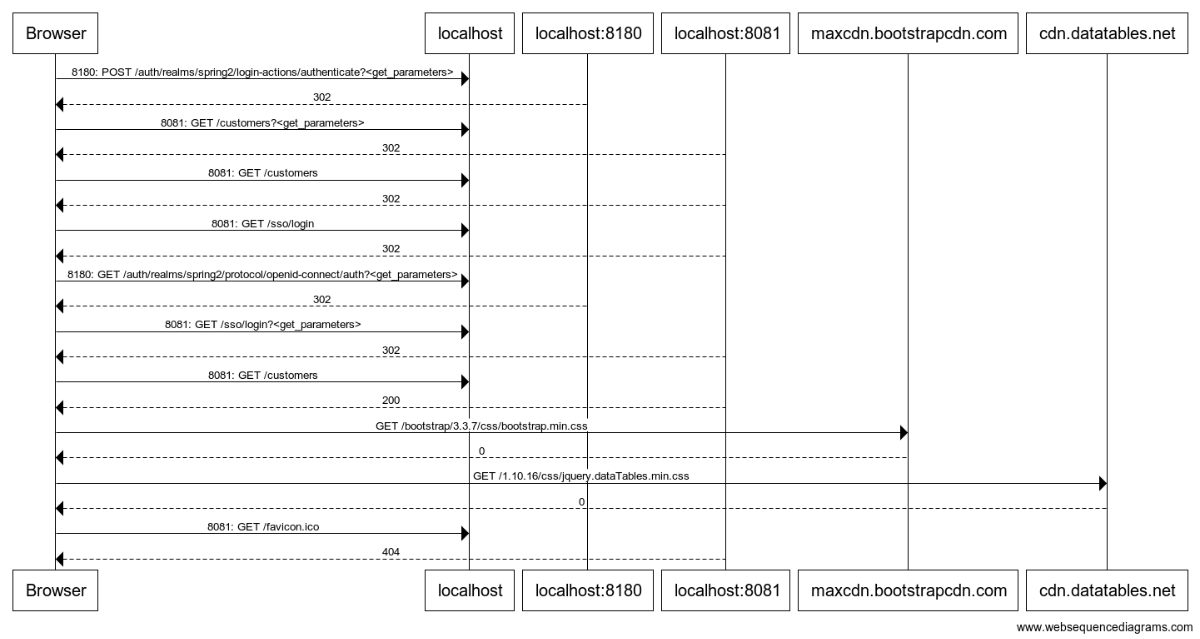 Browser localhost localhost:8180 localhost:8081 maxcdn.bootstrapcdn.com cdn.datatables.net
8180: POST /auth/realms/spring2/login-actions/authenticate?<get_parameters>
302
8081: GET /customers?<get_parameters>
302
8081: GET /customers
302
8081: GET /sso/login
302
8180: GET /auth/realms/spring2/protocol/openid-connect/auth?<get_parameters>
302
8081: GET /sso/login?<get_parameters>
302
8081: GET /customers
200
GET /bootstrap/3.3.7/css/bootstrap.min.css
0
GET /1.10.16/css/jquery.dataTables.min.css
0
8081: GET /favicon.ico
404
Browser localhost localhost:8180 localhost:8081 maxcdn.bootstrapcdn.com cdn.datatables.net
www.websequencediagrams.com